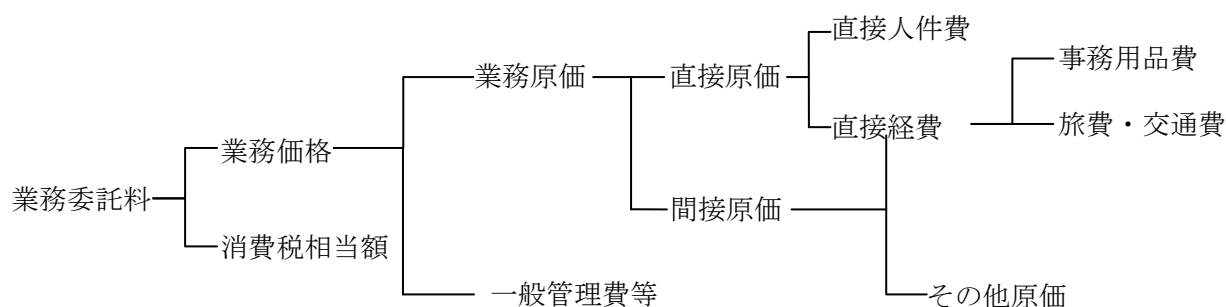 直接人件費
事務用品費
業務原価
直接原価
直接経費
旅費・交通費
業務価格
業務委託料
間接原価
消費税相当額
一般管理費等
その他原価